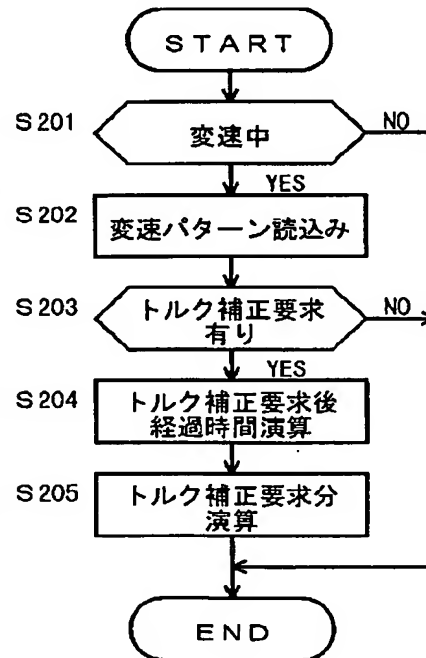 START
S201
変速中
NO
YES
S202
変速パターン読込み
S203
トルク補正要求
有り
NO
YES
S204
トルク補正要求後
経過時間演算
S205
トルク補正要求分
演算
END